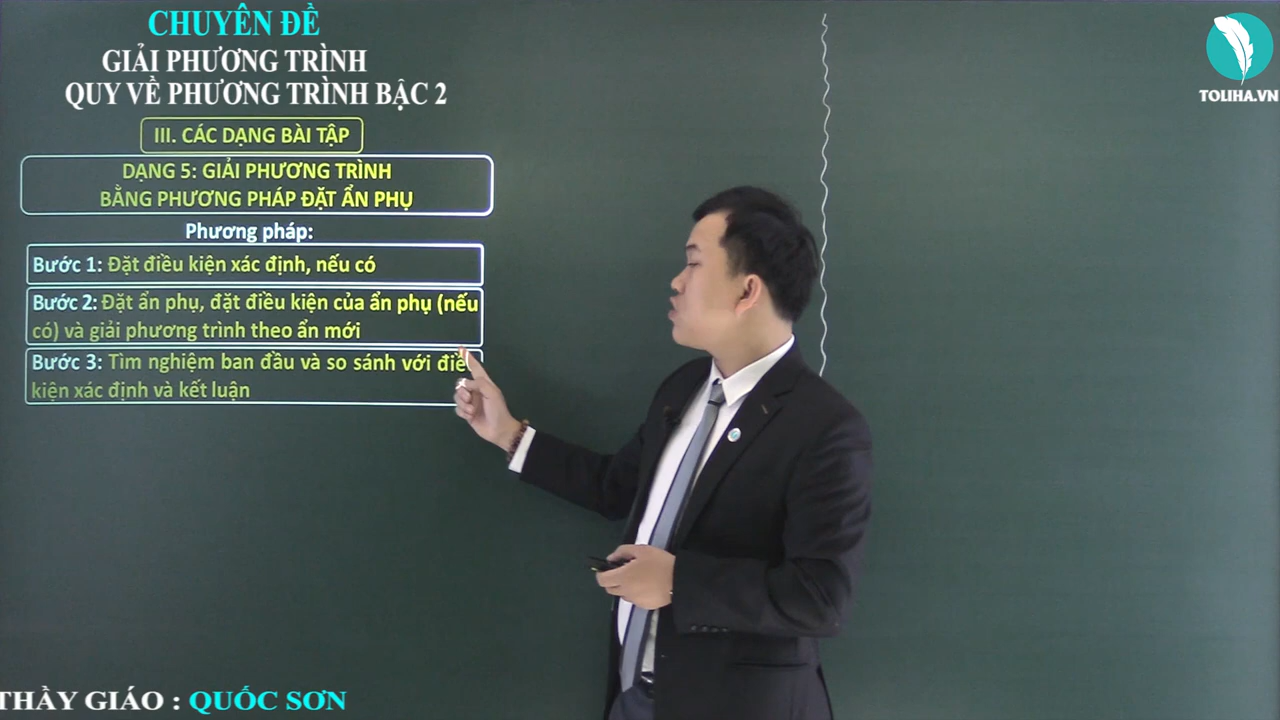 CHUYÊN ĐỀ
GIẢI PHƯƠNG TRÌNH
QUY VỀ PHƯƠNG TRÌNH BẬC 2
III. CÁC DẠNG BÀI TẬP
DẠNG 5: GIẢI PHƯƠNG TRÌNH
BẰNG PHƯƠNG PHÁP ĐẶT ẨN PHỤ
Phương pháp:
Bước 1: Đặt điều kiện xác định, nếu có
Bước 2: Đặt ẩn phụ, đặt điều kiện của ẩn phụ (nếu
có) và giải phương trình theo ẩn mới
Bước 3: Tìm nghiệm ban đầu và so sánh với điề
kiện xác định và kết luận
THẦY GIÁO : QUỐC SƠN
TOLIHA.VN